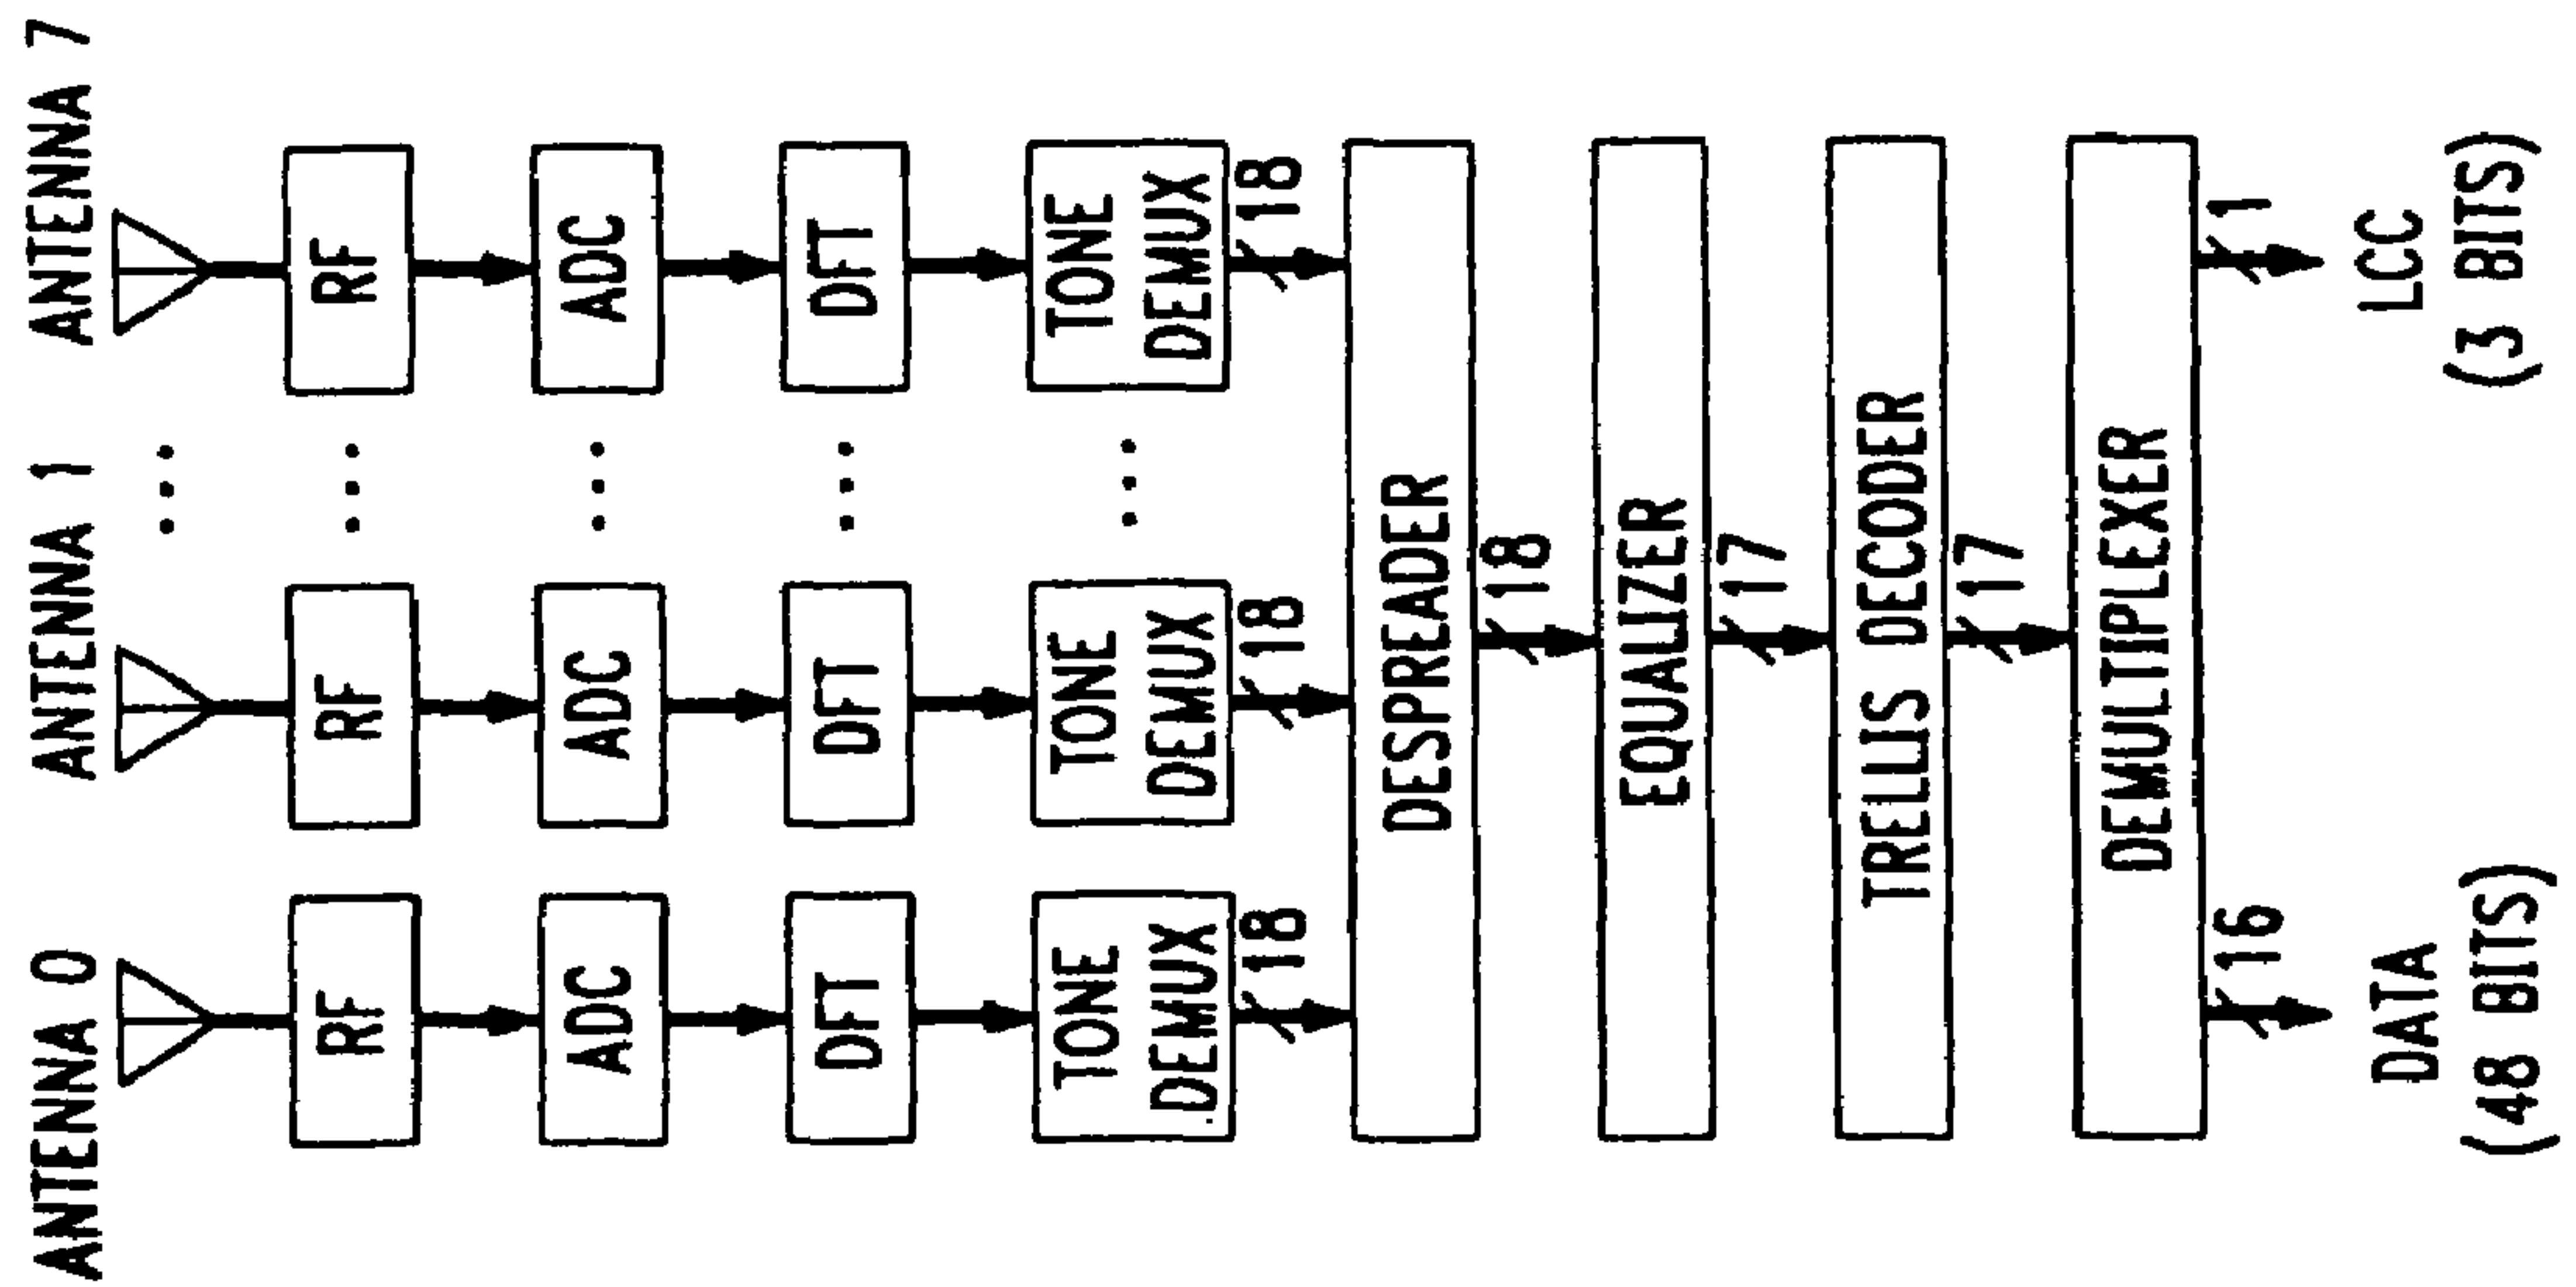 ANTENNA 0
ANTENNA 1
ANTENNA 7
RF
RF
RF
ADC
ADC
ADC
DFT
DFT
DFT
TONE
DEMUX
TONE
DEMUX
TONE
DEMUX
18
18
18
DESPREADER
18
EQUALIZER
17
TRELLIS DECODER
17
DEMULTIPLEXER
16
1
DATA
(48 BITS)
LCC
(3 BITS)